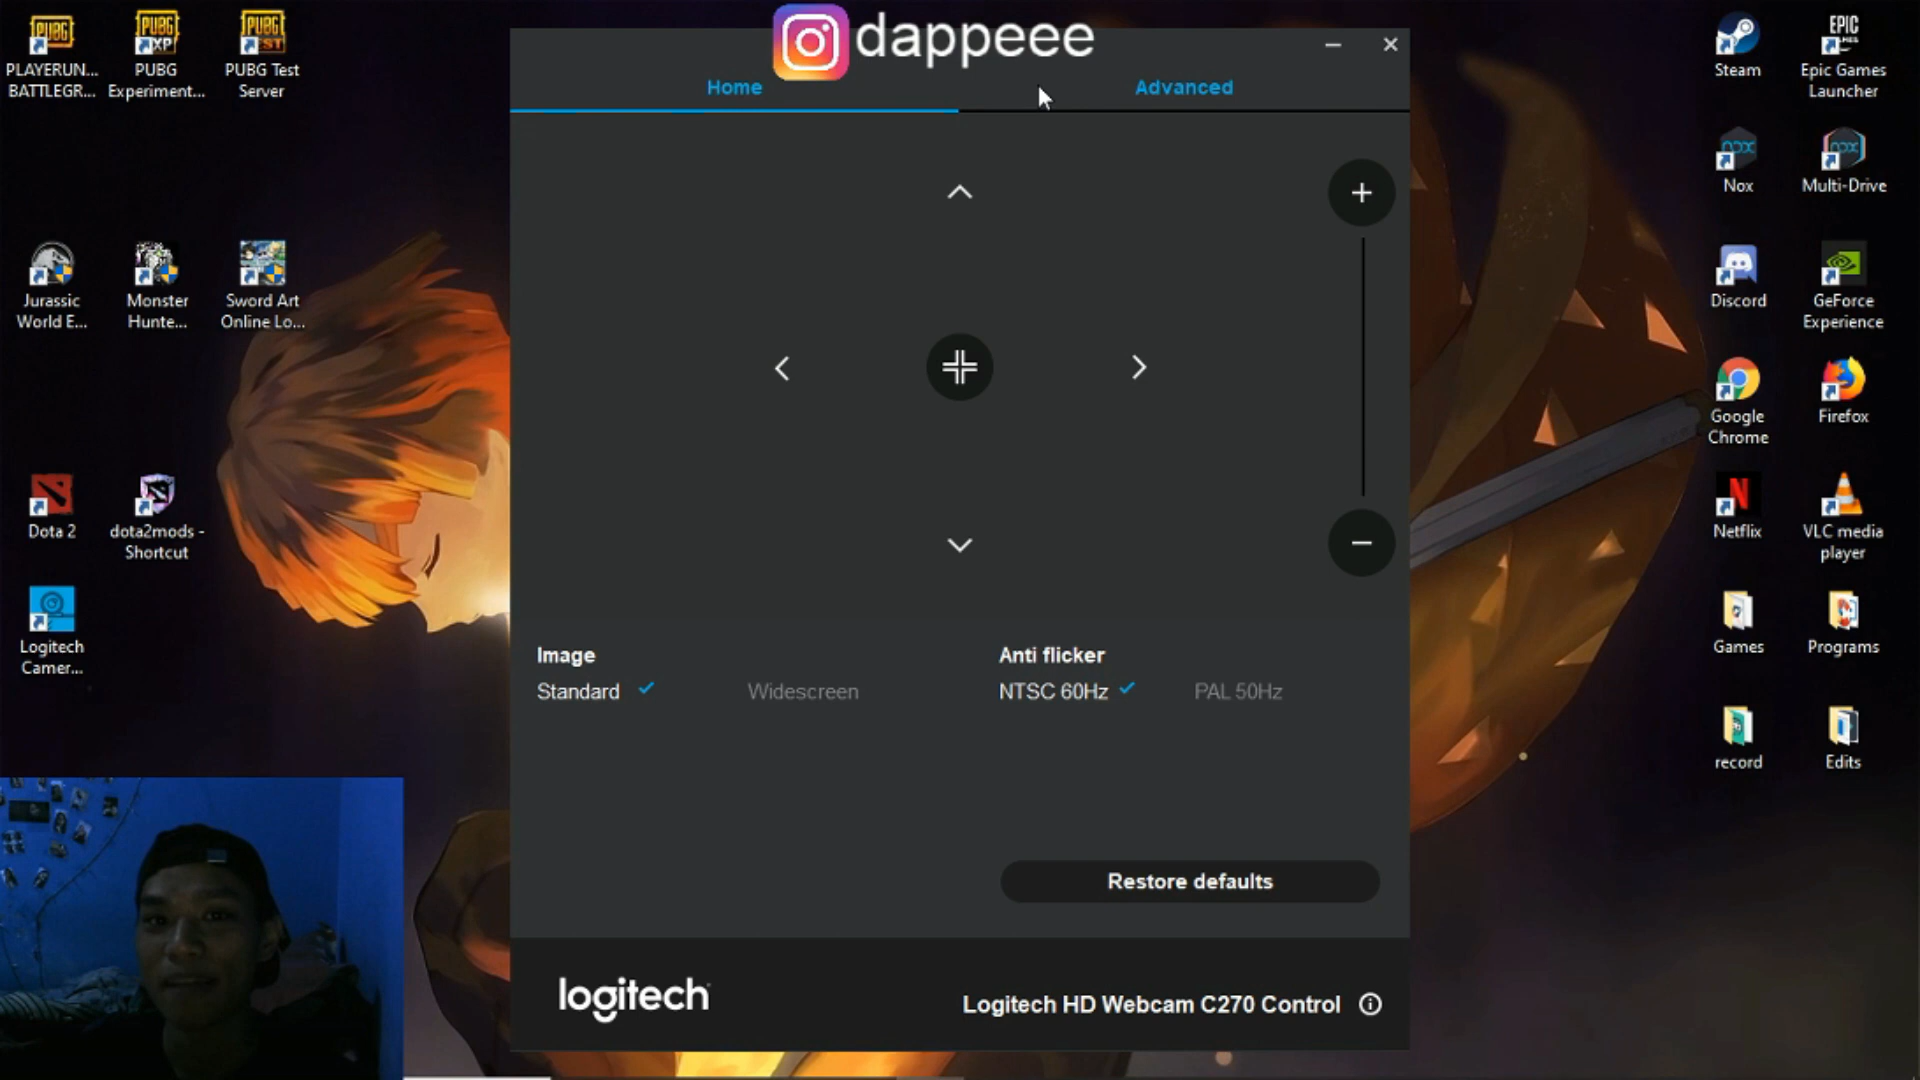 dappeee
Home
Advanced
PLAYERUN...
BATTLEGR...
PUBG
Experiment...
PUBG Test
Server
Jurassic
World E...
Monster
Hunte...
Sword Art
Online Lo...
Dota 2
dota2mods -
Shortcut
Logitech
Camer...
Image
Standard
Widescreen
Anti flicker
NTSC 60Hz
PAL 50Hz
Restore defaults
logitech
Logitech HD Webcam C270 Control
Steam
Epic Games
Launcher
Nox
Multi-Drive
Discord
GeForce
Experience
Google
Chrome
Firefox
Netflix
VLC media
player
Games
Programs
record
Edits